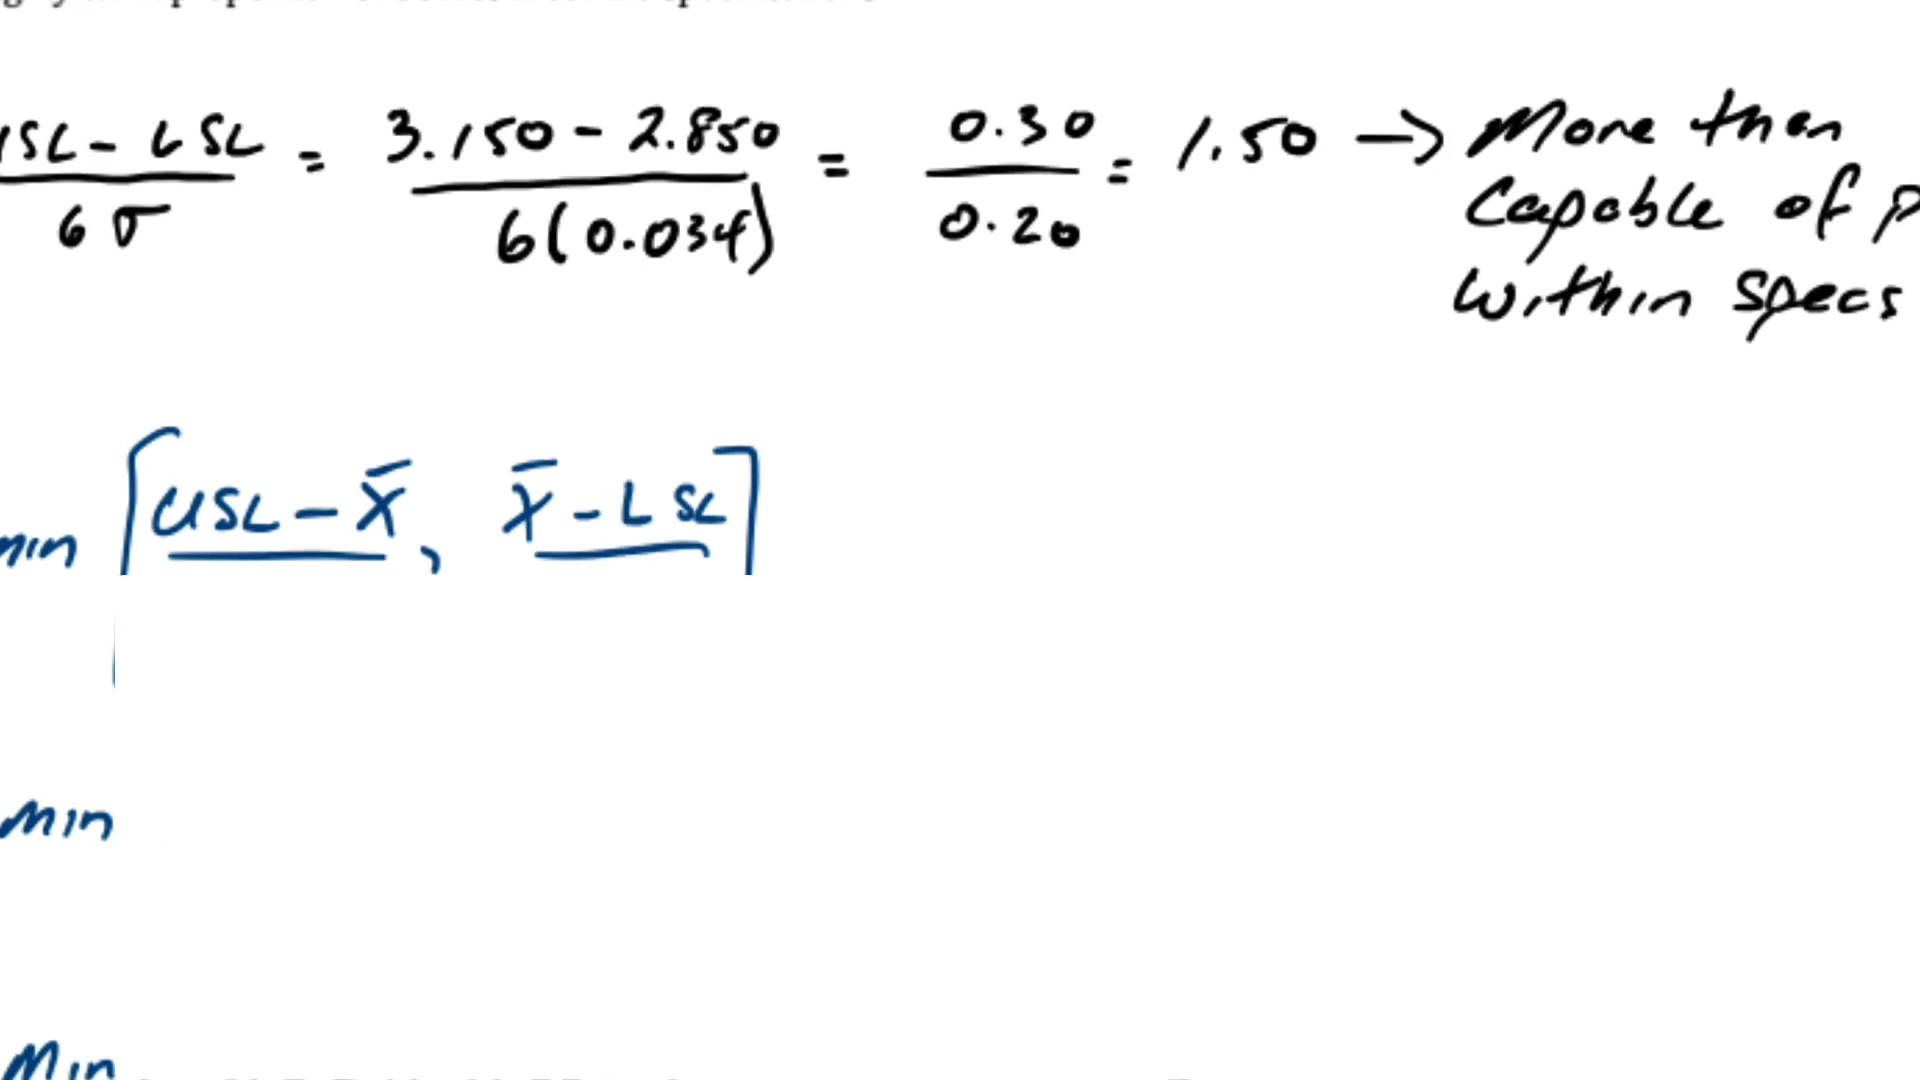 USL - LSL / 6σ = 3.150 - 2.850 / 6(0.034) = 0.30 / 0.20 = 1.50 → More than
capable of p
within specs
min [USL - X̄, X̄ - LSL]
Min
Min